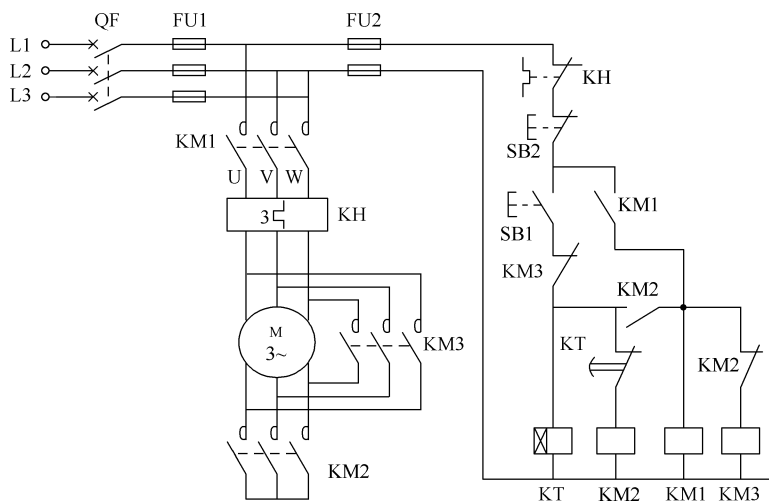 QF FU1 FU2
L1
L2
L3
KH
KM1
SB2
U V W
3 KH
KM1
SB1
KM3
KM2
M
3~
KM3
KT
KM2
KM2
KT KM2 KM1 KM3